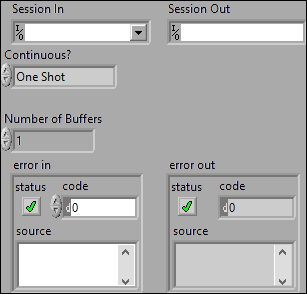 Session In
Session Out
I/O
I/O
Continuous?
One Shot
Number of Buffers
1
error in
error out
status code
status code
d0
d0
source
source